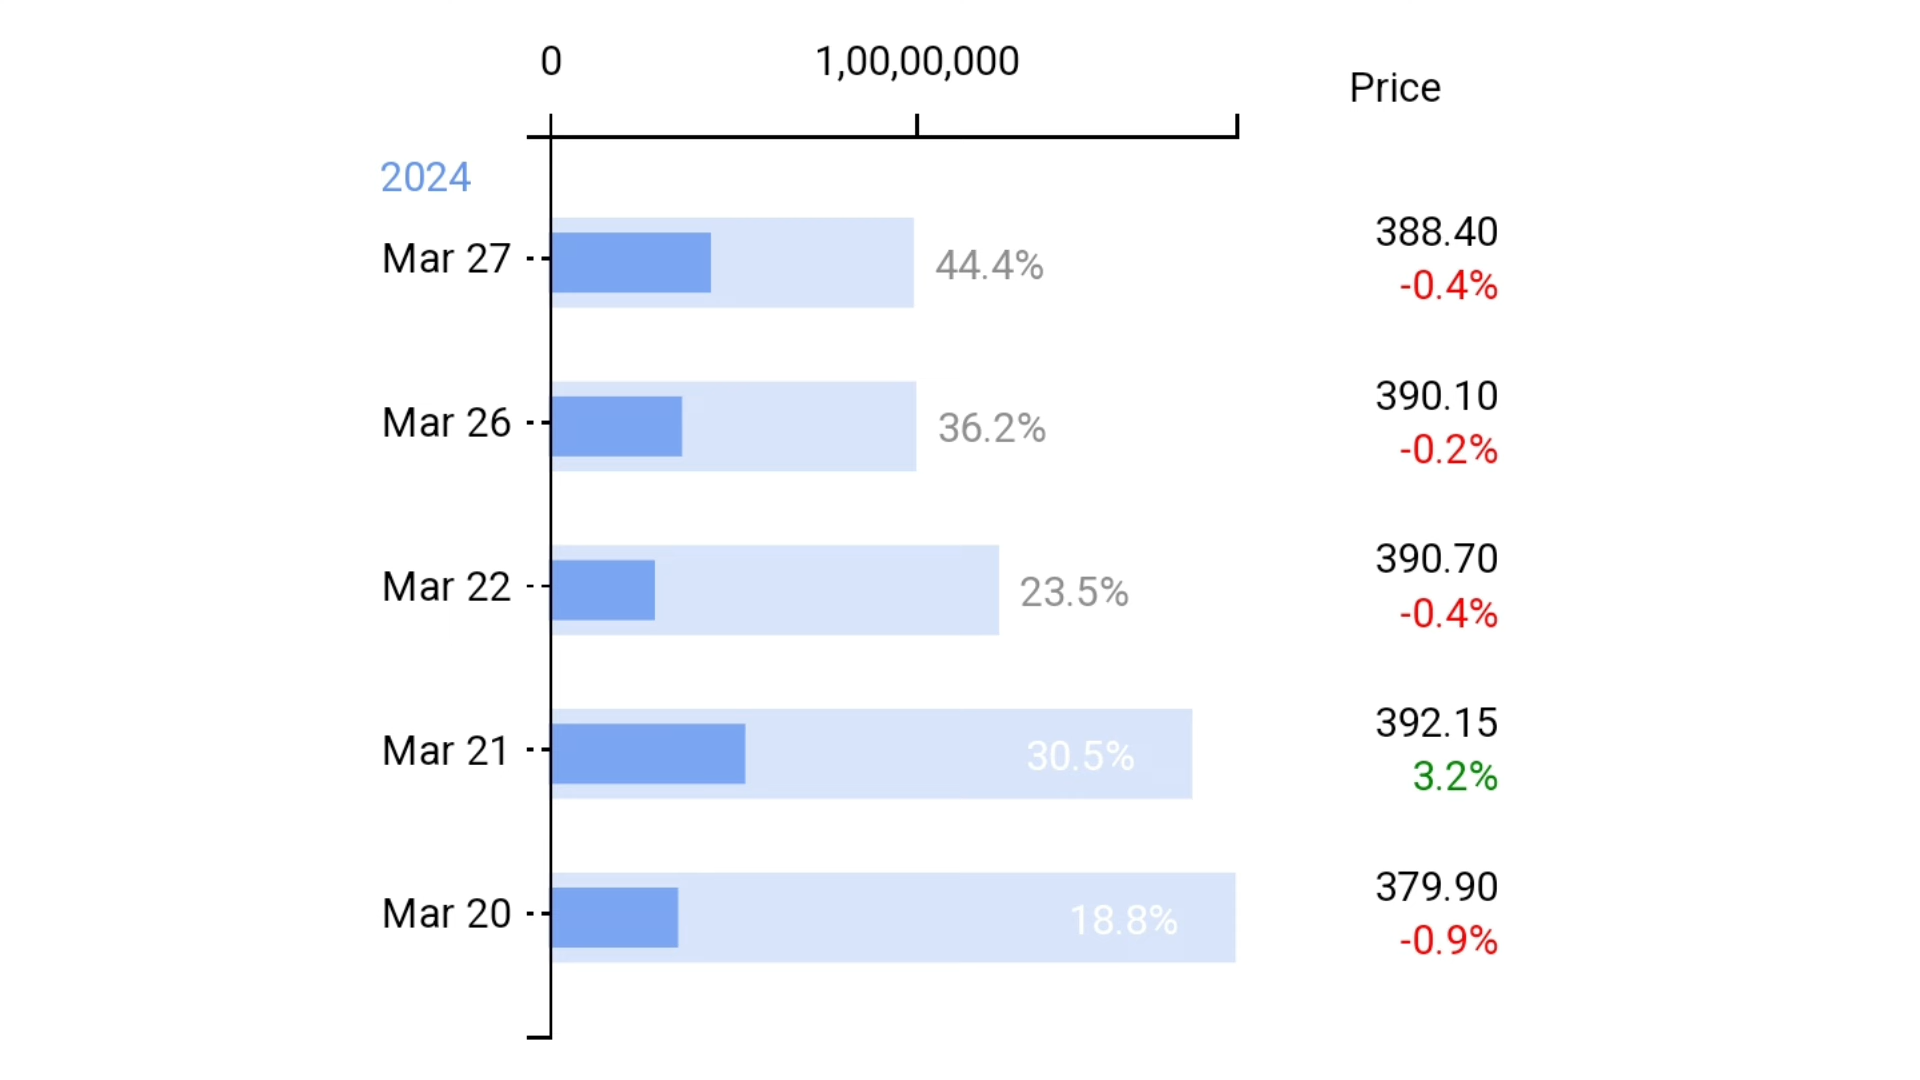 0 1,00,00,000
Price
2024
Mar 27 44.4% 388.40
-0.4%
Mar 26 36.2% 390.10
-0.2%
Mar 22 23.5% 390.70
-0.4%
Mar 21 30.5% 392.15
3.2%
Mar 20 18.8% 379.90
-0.9%